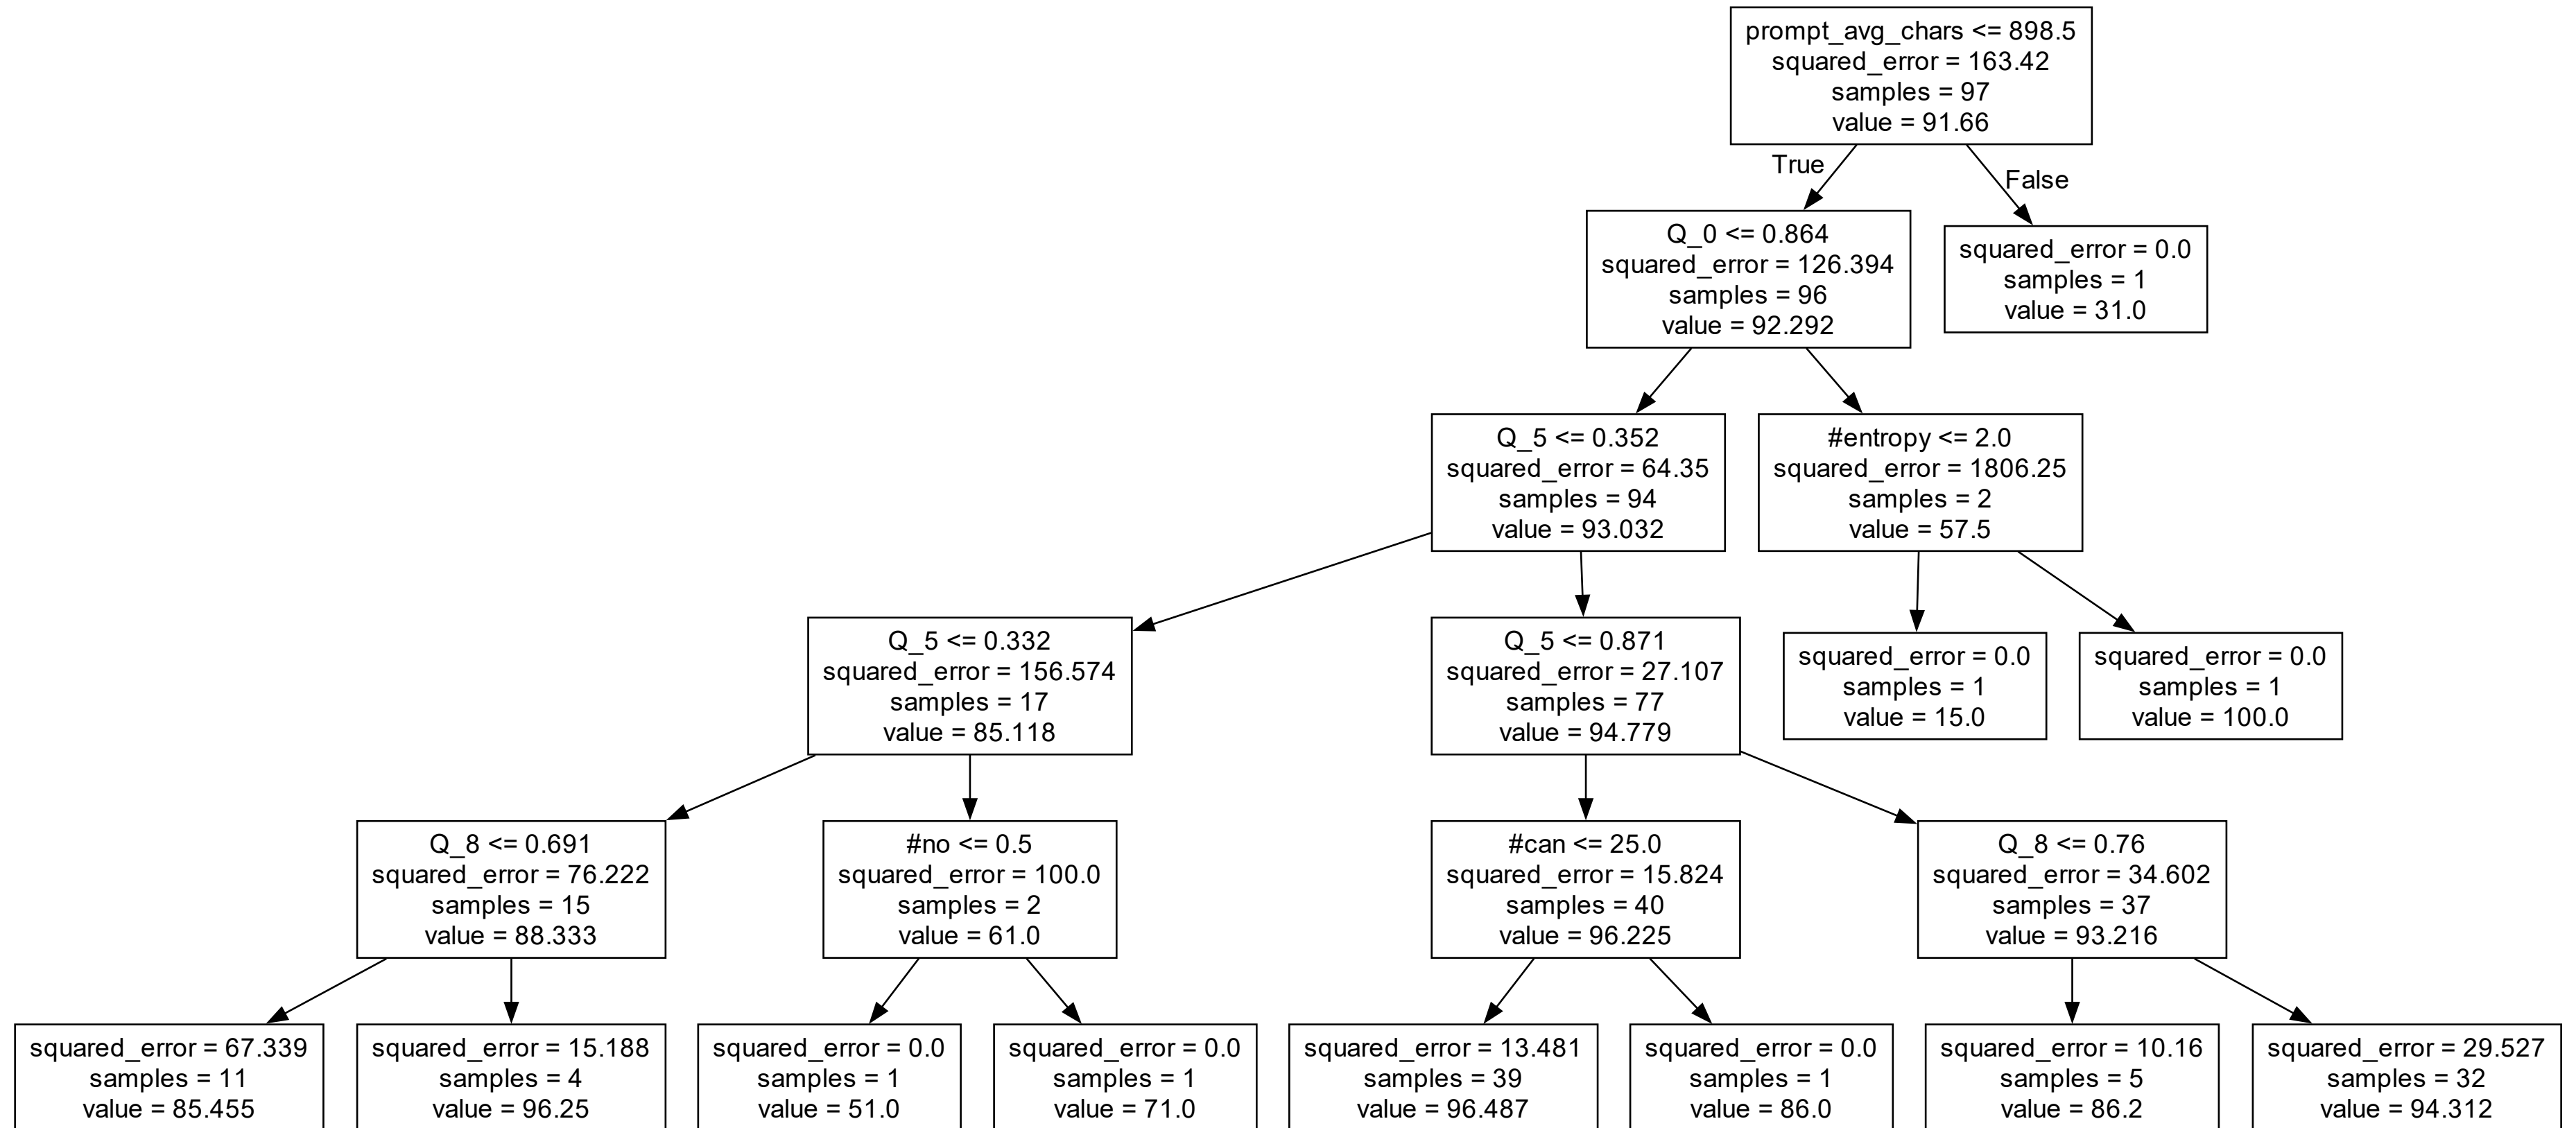 prompt_avg_chars <= 898.5
squared_error = 163.42
samples = 97
value = 91.66
True
False
Q_0 <= 0.864
squared_error = 126.394
samples = 96
value = 92.292
squared_error = 0.0
samples = 1
value = 31.0
Q_5 <= 0.352
squared_error = 64.35
samples = 94
value = 93.032
#entropy <= 2.0
squared_error = 1806.25
samples = 2
value = 57.5
Q_5 <= 0.332
squared_error = 156.574
samples = 17
value = 85.118
Q_5 <= 0.871
squared_error = 27.107
samples = 77
value = 94.779
squared_error = 0.0
samples = 1
value = 15.0
squared_error = 0.0
samples = 1
value = 100.0
Q_8 <= 0.691
squared_error = 76.222
samples = 15
value = 88.333
#no <= 0.5
squared_error = 100.0
samples = 2
value = 61.0
#can <= 25.0
squared_error = 15.824
samples = 40
value = 96.225
Q_8 <= 0.76
squared_error = 34.602
samples = 37
value = 93.216
squared_error = 67.339
samples = 11
value = 85.455
squared_error = 15.188
samples = 4
value = 96.25
squared_error = 0.0
samples = 1
value = 51.0
squared_error = 0.0
samples = 1
value = 71.0
squared_error = 13.481
samples = 39
value = 96.487
squared_error = 0.0
samples = 1
value = 86.0
squared_error = 10.16
samples = 5
value = 86.2
squared_error = 29.527
samples = 32
value = 94.312